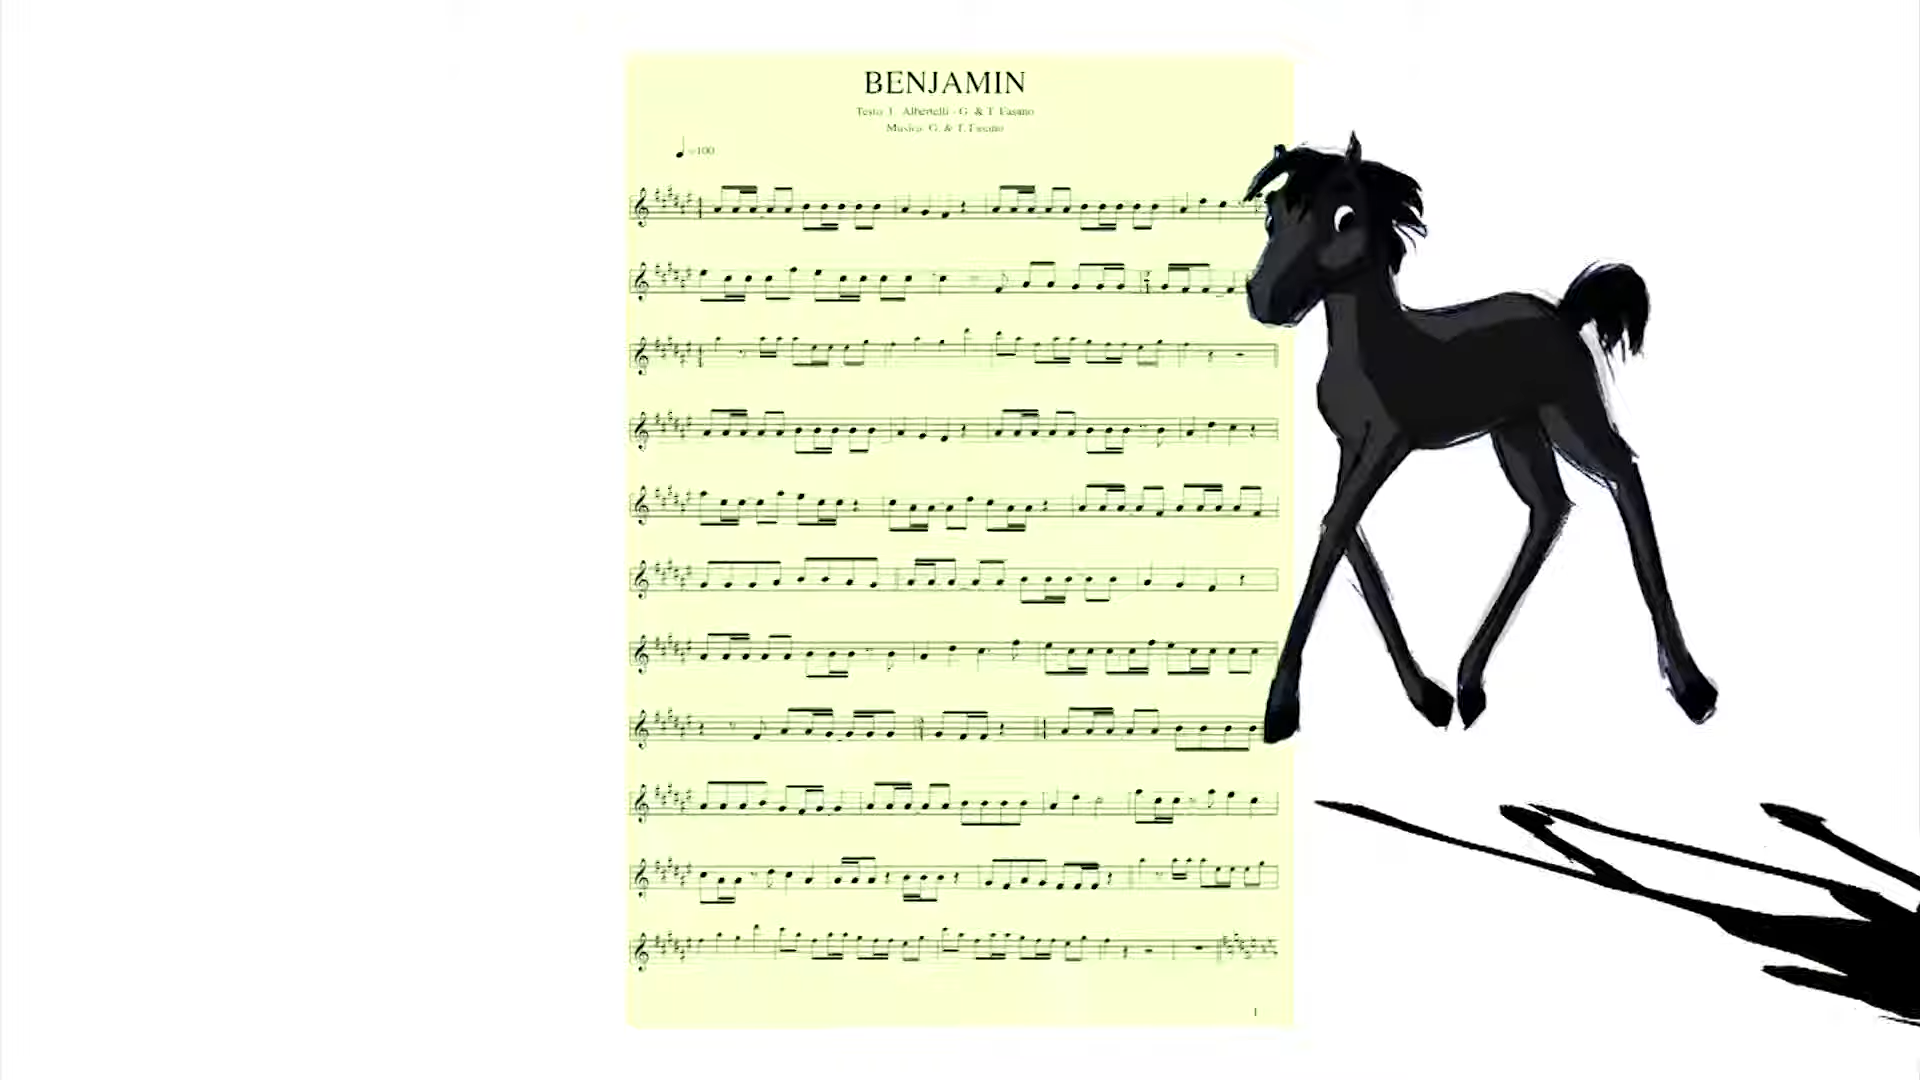 BENJAMIN
Testo: L. Albertelli - G. & T. Fasano
Musica: G. & T. Fasano
=100
1